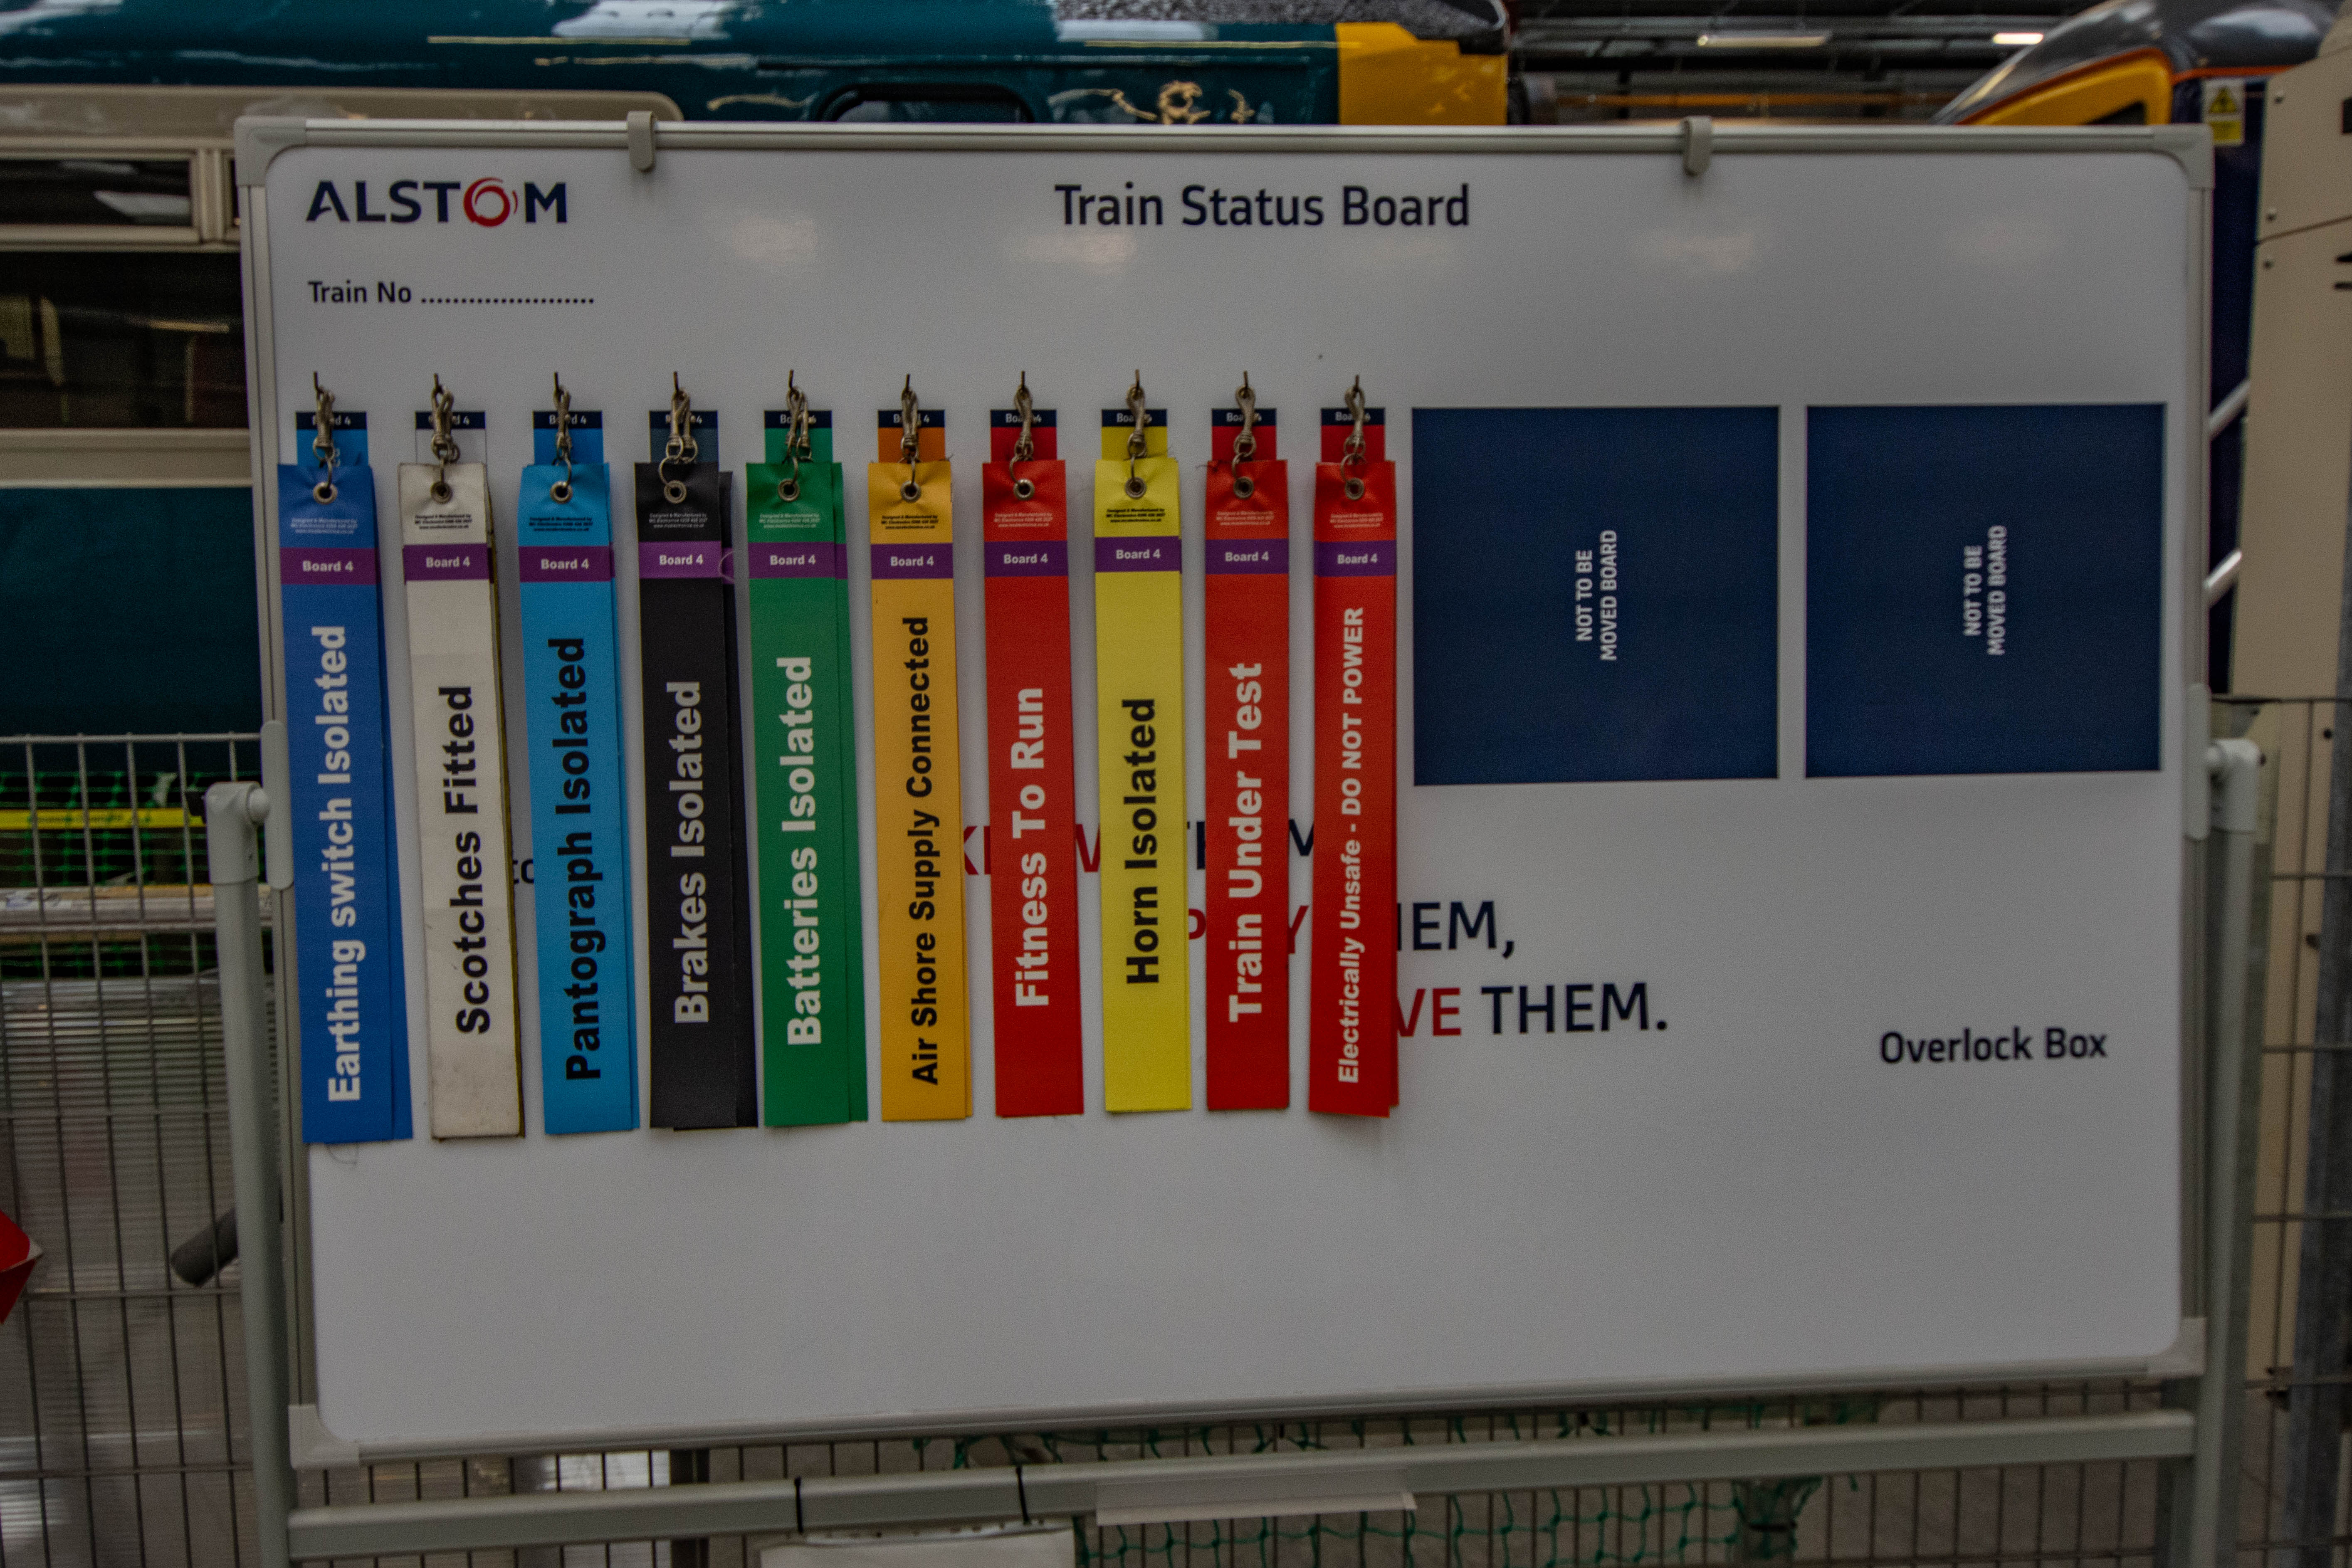 ALSTOM
Train Status Board
Train No ......................
Board 4
Earthing switch Isolated
Board 4
Scotches Fitted
Board 4
Pantograph Isolated
Board 4
Brakes Isolated
Board 4
Batteries Isolated
Board 4
Air Shore Supply Connected
Board 4
Fitness To Run
Board 4
Horn Isolated
Board 4
Train Under Test
Board 4
Electrically Unsafe - DO NOT POWER
NOT TO BE
MOVED BOARD
NOT TO BE
MOVED BOARD
THEM.
Overlock Box